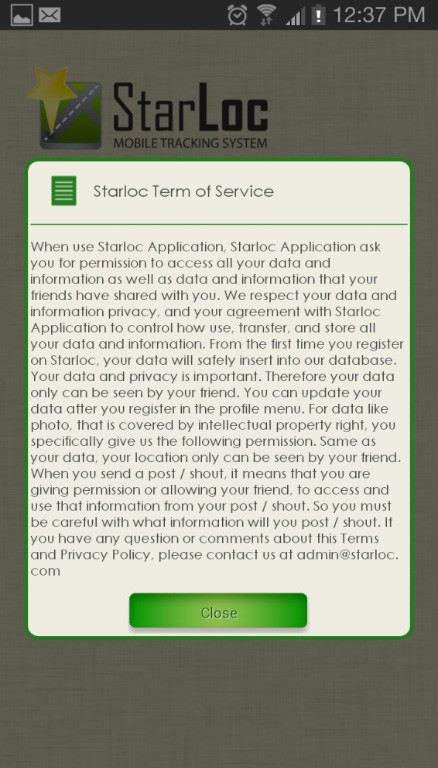 12:37 PM
StarLoc
MOBILE TRACKING SYSTEM
Starloc Term of Service
When use Starloc Application, Starloc Application ask
you for permission to access all your data and
information as well as data and information that your
friends have shared with you. We respect your data and
information privacy, and your agreement with Starloc
Application to control how use, transfer, and store all
your data and information. From the first time you register
on Starloc, your data will safely insert into our database.
Your data and privacy is important. Therefore your data
only can be seen by your friend. You can update your
data after you register in the profile menu. For data like
photo, that is covered by intellectual property right, you
specifically give us the following permission. Same as
your data, your location only can be seen by your friend.
When you send a post / shout, it means that you are
giving permission or allowing your friend, to access and
use that information from your post / shout. So you must
be careful with what information will you post / shout. If
you have any question or comments about this Terms
and Privacy Policy, please contact us at admin@starloc.
com
Close